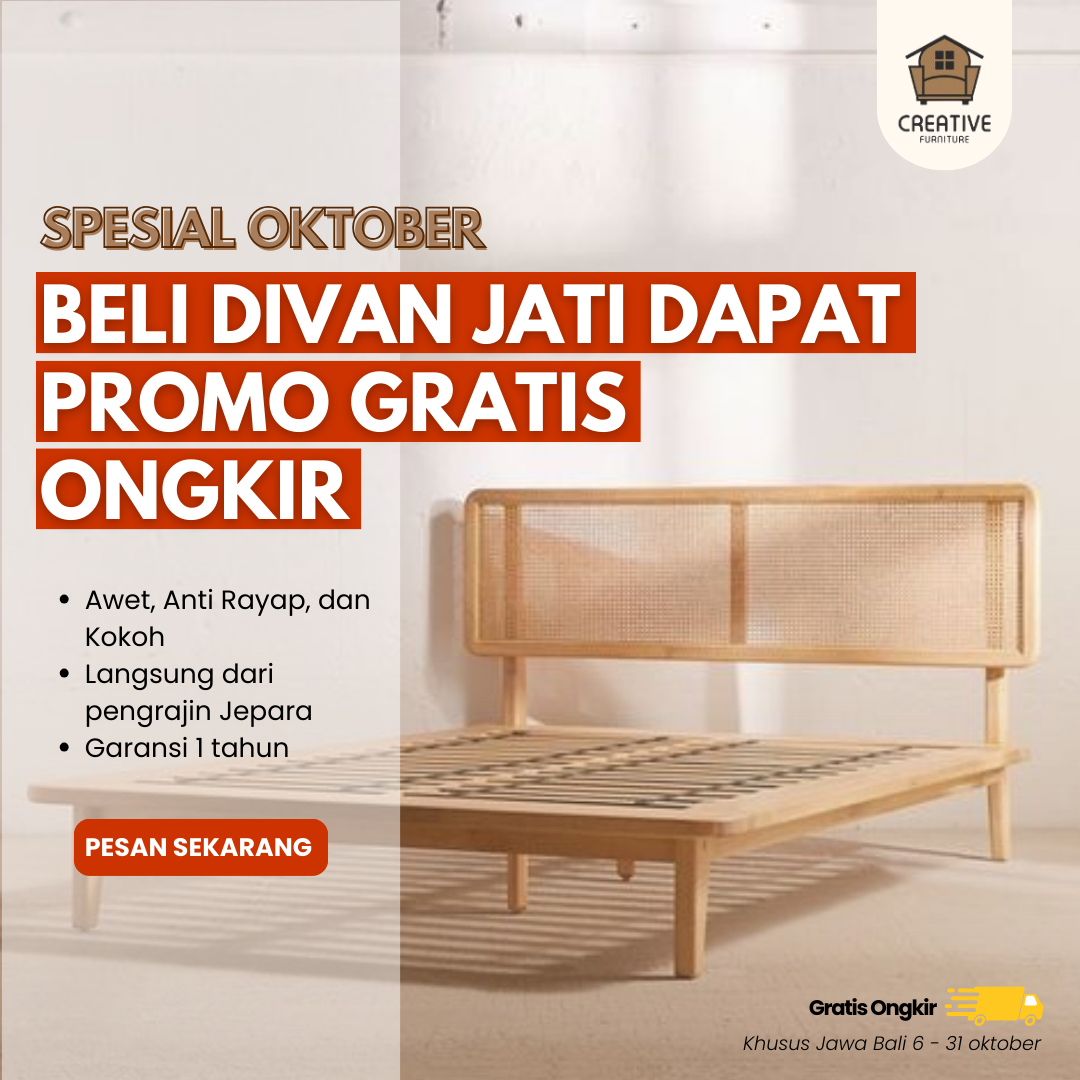 CREATIVE
FURNITURE
SPESIAL OKTOBER
BELI DIVAN JATI DAPAT
PROMO GRATIS
ONGKIR
• Awet, Anti Rayap, dan
Kokoh
• Langsung dari
pengrajin Jepara
• Garansi 1 tahun
PESAN SEKARANG
Gratis Ongkir
Khusus Jawa Bali 6 - 31 oktober